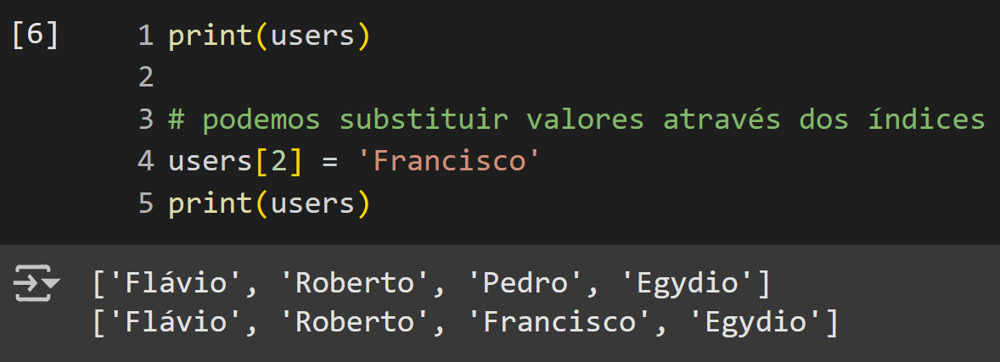 [6] 1 print(users)
2
3 # podemos substituir valores através dos índices
4 users[2] = 'Francisco'
5 print(users)
['Flávio', 'Roberto', 'Pedro', 'Egydio']
['Flávio', 'Roberto', 'Francisco', 'Egydio']